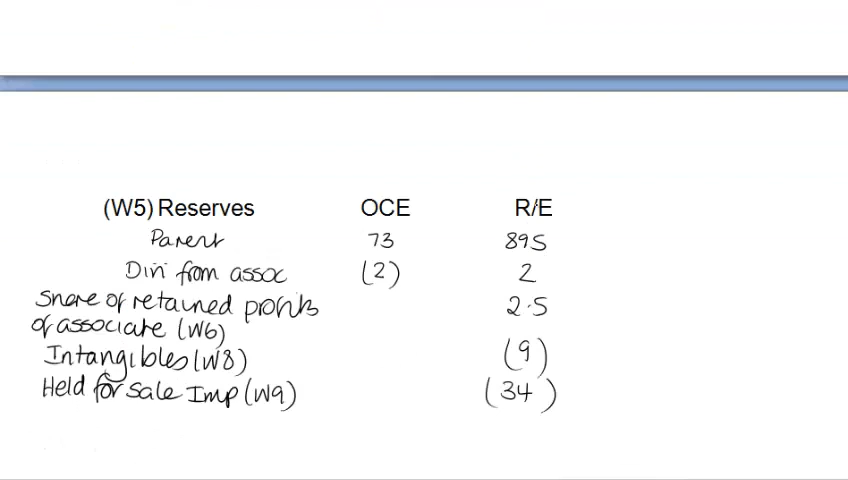 (W5) Reserves OCE R/E
Parent 73 895
Div from assoc (2) 2
Share of retained profits 2.5
of associate (W6)
Intangibles (W8) (9)
Held for sale Imp (W9) (34)